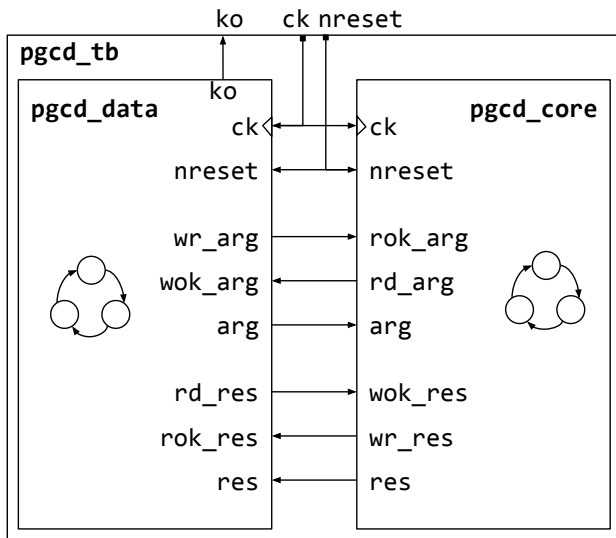 ko ck nreset
pgcd_tb
ko
pgcd_data pgcd_core
ck ck
nreset nreset
wr_arg rok_arg
wok_arg rd_arg
arg arg
rd_res wok_res
rok_res wr_res
res res